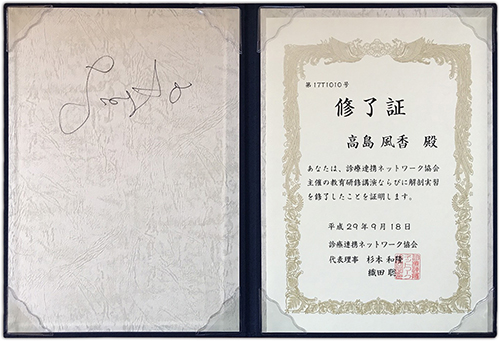 第17T1010号
修了証
高島 風香 殿
あなたは、診療連携ネットワーク協会
主催の教育研修講演ならびに解剖実習
を修了したことを証明します。
平成29年9月18日
診療連携ネットワーク協会
代表理事 杉本 和隆
織田 聡